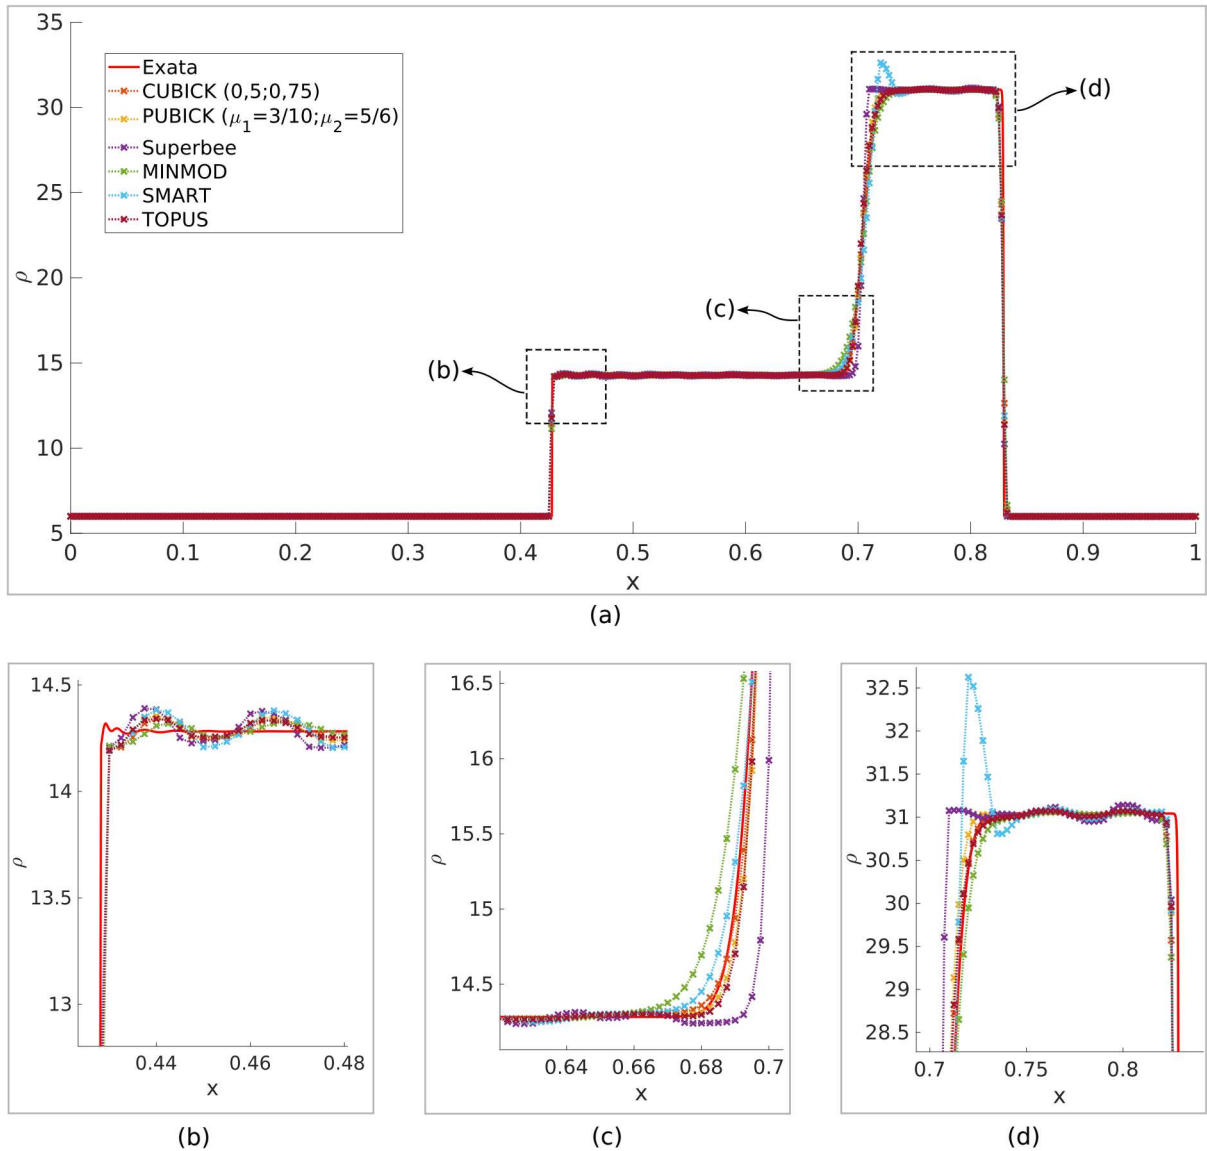 35
30
25
20
15
10
5
ρ
Exata
CUBICK (0,5;0,75)
PUBICK (μ1=3/10;μ2=5/6)
Superbee
MINMOD
SMART
TOPUS
(b)
(c)
(d)
0 0.1 0.2 0.3 0.4 0.5 0.6 0.7 0.8 0.9 1
x
(a)
14.5
14
13.5
13
ρ
0.44 0.46 0.48
x
(b)
16.5
16
15.5
15
14.5
ρ
0.64 0.66 0.68 0.7
x
(c)
32.5
32
31.5
31
30.5
30
29.5
29
28.5
ρ
0.7 0.75 0.8
x
(d)